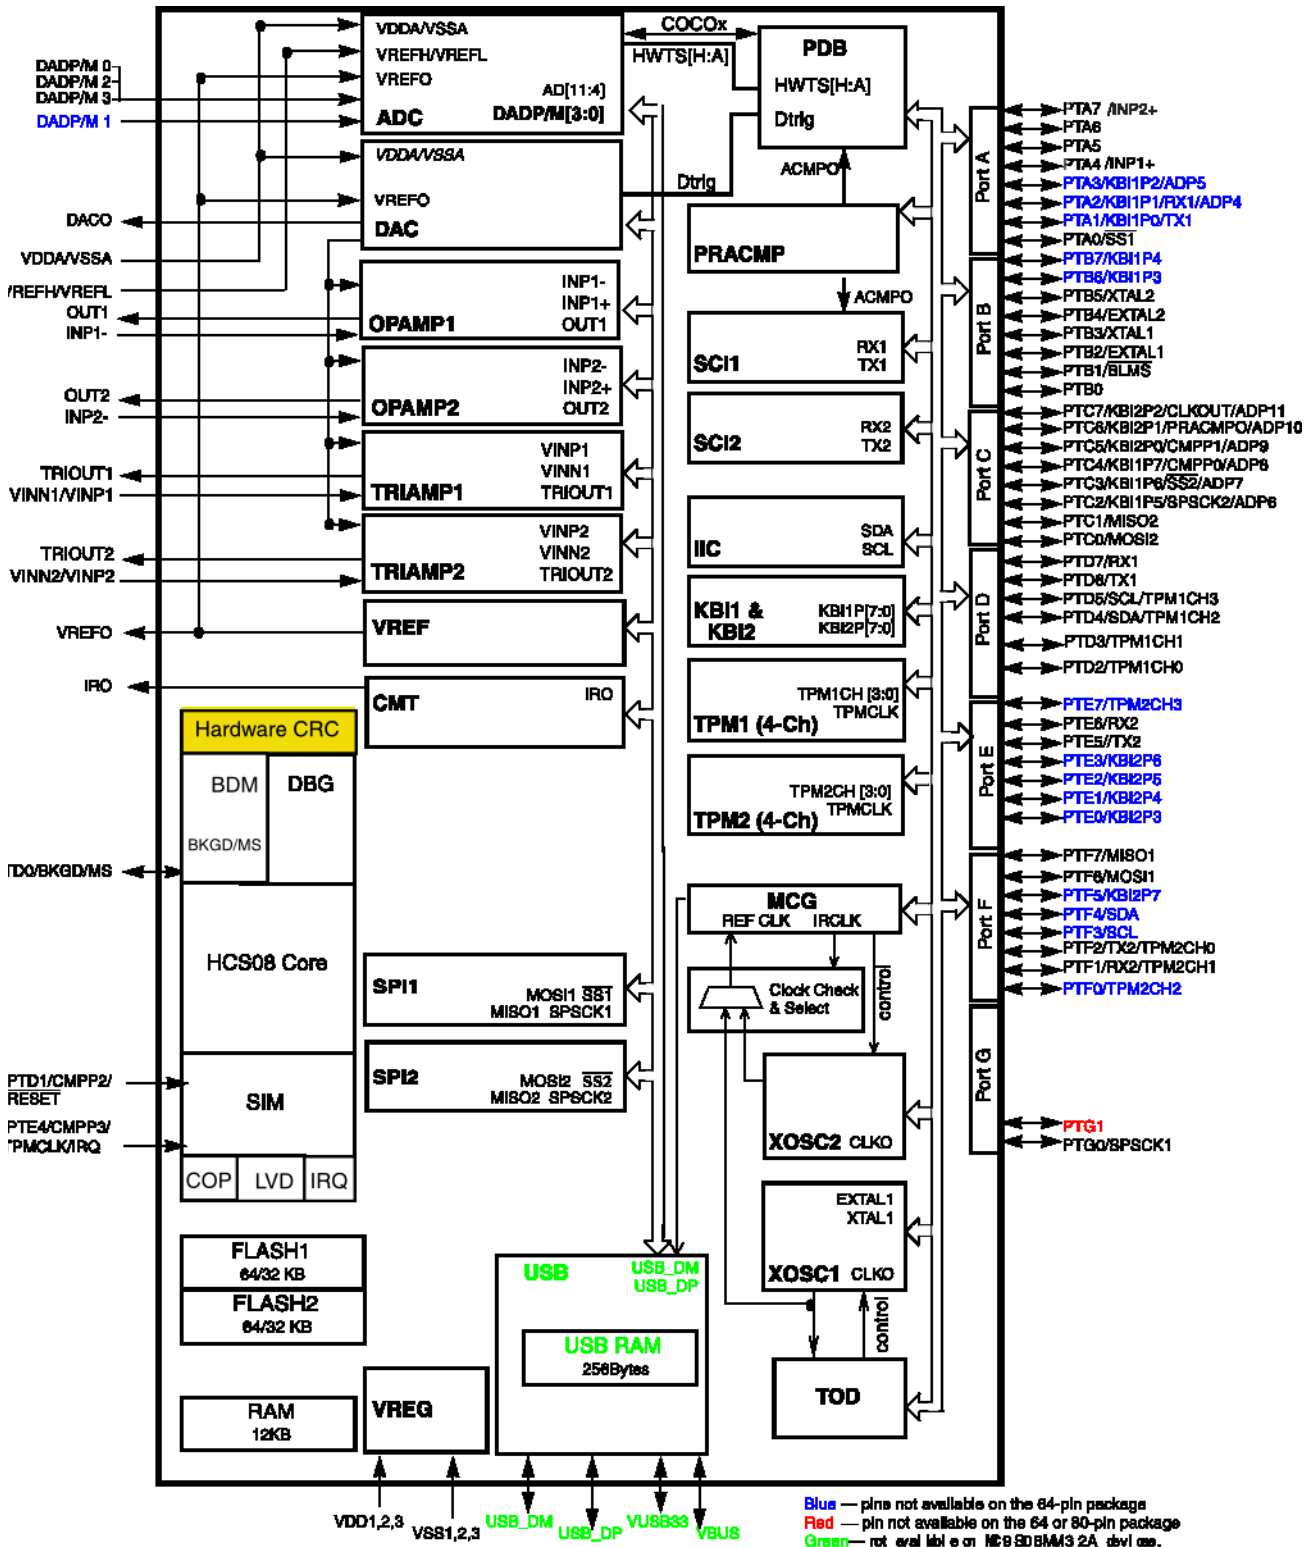 VDDA/VSSA
VREFH/VREFL
VREFO
AD[11:4]
DADP/M[3:0]
ADC
DADP/M 0
DADP/M 2
DADP/M 3
DADP/M 1
COCOx
HWTS[H:A]
PDB
HWTS[H:A]
Dtrig
Dtrig
ACMPO
VDDA/VSSA
VREFO
DAC
DACO
VDDA/VSSA
/REFH/VREFL
OUT1
INP1-
INP1-
INP1+
OUT1
OPAMP1
OUT2
INP2-
INP2-
INP2+
OUT2
OPAMP2
TRIOUT1
VINN1/VINP1
VINP1
VINN1
TRIOUT1
TRIAMP1
TRIOUT2
VINN2/VINP2
VINP2
VINN2
TRIOUT2
TRIAMP2
VREFO
VREF
IRO
IRO
CMT
Hardware CRC
BDM
DBG
BKGD/MS
TD0/BKGD/MS
HCS08 Core
SIM
PTD1/CMPP2/
RESET
PTE4/CMPP3/
TPMCLK/IRQ
COP
LVD
IRQ
FLASH1
64/32 KB
FLASH2
64/32 KB
RAM
12KB
SPI1
MOSI1 SS1
MISO1 SPSCK1
SPI2
MOSI2 SS2
MISO2 SPSCK2
VREG
VDD1,2,3
VSS1,2,3
USB
USB_DM
USB_DP
USB RAM
256Bytes
USB_DM
USB_DP
VUSB33
VBUS
PRACMP
ACMPO
SCI1
RX1
TX1
SCI2
RX2
TX2
IIC
SDA
SCL
KBI1 &
KBI2
KBI1P[7:0]
KBI2P[7:0]
TPM1CH [3:0]
TPMCLK
TPM1 (4-Ch)
TPM2CH [3:0]
TPMCLK
TPM2 (4-Ch)
MCG
REF CLK IRCLK
Clock Check
& Select
control
XOSC2 CLKO
EXTAL1
XTAL1
XOSC1 CLKO
control
TOD
Port A
PTA7 /INP2+
PTA6
PTA5
PTA4 /INP1+
PTA3/KBI1P2/ADP5
PTA2/KBI1P1/RX1/ADP4
PTA1/KBI1P0/TX1
PTA0/SS1
Port B
PTB7/KBI1P4
PTB6/KBI1P3
PTB5/XTAL2
PTB4/EXTAL2
PTB3/XTAL1
PTB2/EXTAL1
PTB1/BLMS
PTB0
Port C
PTC7/KBI2P2/CLKOUT/ADP11
PTC6/KBI2P1/PRACMPO/ADP10
PTC5/KBI2P0/CMPP1/ADP9
PTC4/KBI1P7/CMPP0/ADP8
PTC3/KBI1P6/SS2/ADP7
PTC2/KBI1P5/SPSCK2/ADP6
PTC1/MISO2
PTC0/MOSI2
Port D
PTD7/RX1
PTD6/TX1
PTD5/SCL/TPM1CH3
PTD4/SDA/TPM1CH2
PTD3/TPM1CH1
PTD2/TPM1CH0
Port E
PTE7/TPM2CH3
PTE6/RX2
PTE5//TX2
PTE3/KBI2P6
PTE2/KBI2P5
PTE1/KBI2P4
PTE0/KBI2P3
Port F
PTF7/MISO1
PTF6/MOSI1
PTF5/KBI2P7
PTF4/SDA
PTF3/SCL
PTF2/TX2/TPM2CH0
PTF1/RX2/TPM2CH1
PTF0/TPM2CH2
Port G
PTG1
PTG0/SPSCK1
Blue — pins not available on the 64-pin package
Red — pin not available on the 64 or 80-pin package
Green — not available on MC9S08MM32A devices.